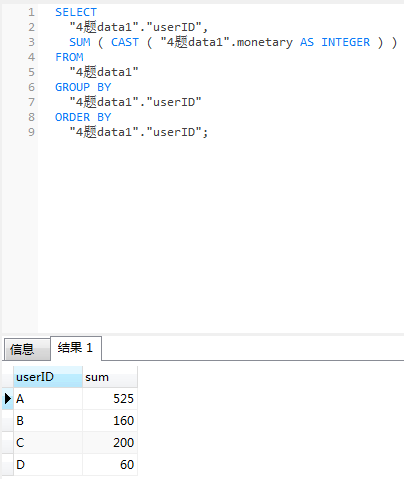 1 SELECT
2 "4题data1"."userID",
3 SUM ( CAST ( "4题data1".monetary AS INTEGER ) )
4 FROM
5 "4题data1"
6 GROUP BY
7 "4题data1"."userID"
8 ORDER BY
9 "4题data1"."userID";
信息 结果 1
userID sum
A 525
B 160
C 200
D 60